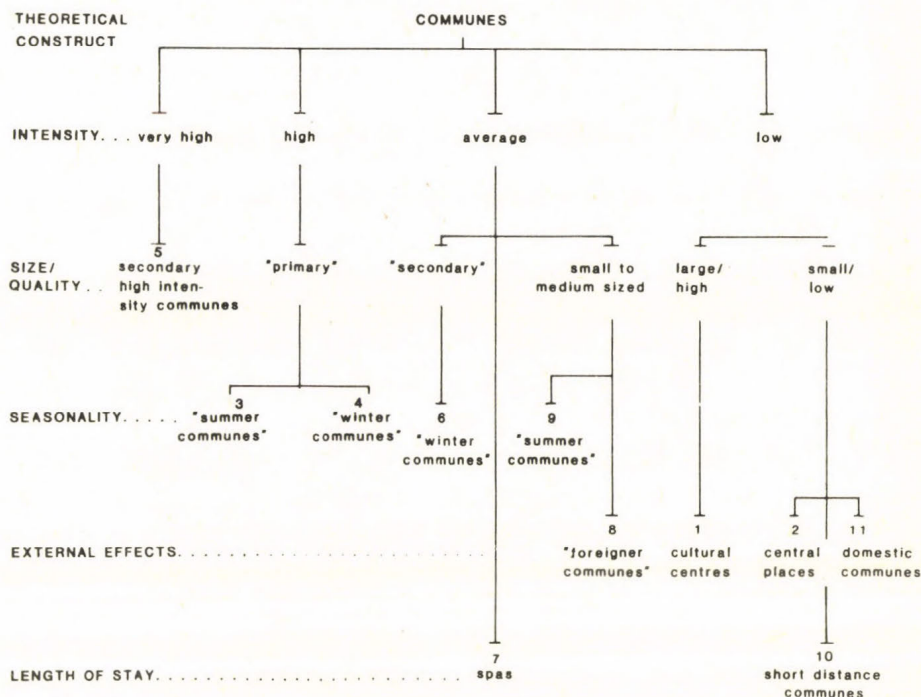 THEORETICAL CONSTRUCT
COMMUNES
INTENSITY. . . very high high average low
5
SIZE/ secondary "primary" "secondary" small to large/ small/
QUALITY . . high inten- medium sized high low
sity communes
3 4 6 9
SEASONALITY. . . . . "summer "winter "winter "summer
communes" communes" communes" communes"
8 1 2 11
EXTERNAL EFFECTS. . . . . . . . . . . . . . . . . . . . . . "foreigner cultural central domestic
communes" centres places communes
7 10
LENGTH OF STAY. . . . . . . . . . . . . . . . . . . . spas short distance
communes